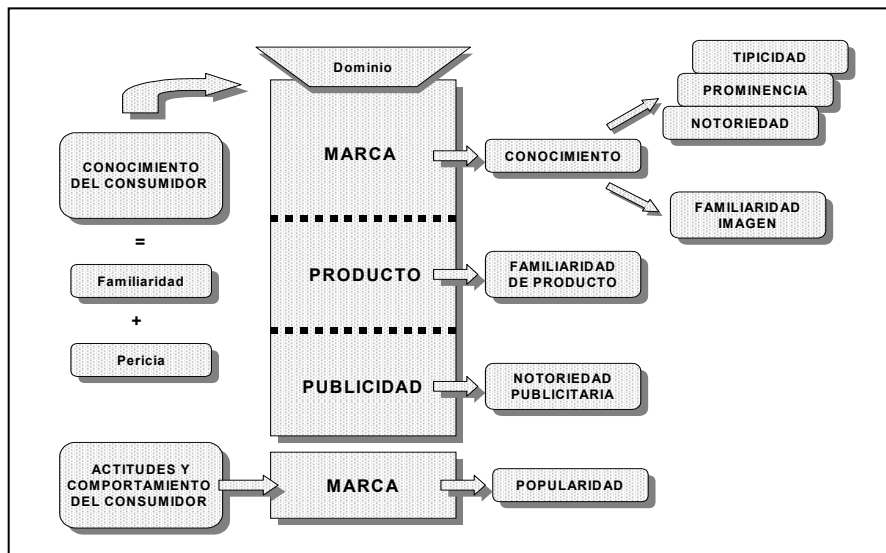 Dominio
TIPICIDAD
PROMINENCIA
NOTORIEDAD
CONOCIMIENTO
DEL CONSUMIDOR
MARCA
CONOCIMIENTO
FAMILIARIDAD
IMAGEN
=
Familiaridad
PRODUCTO
FAMILIARIDAD
DE PRODUCTO
+
Pericia
PUBLICIDAD
NOTORIEDAD
PUBLICITARIA
ACTITUDES Y
COMPORTAMIENTO
DEL CONSUMIDOR
MARCA
POPULARIDAD